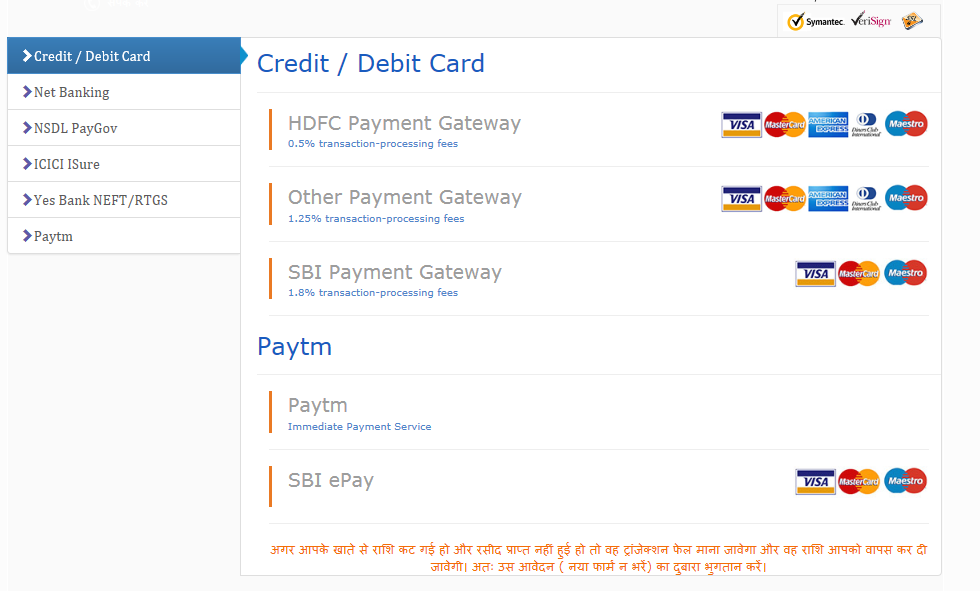 Symantec. VeriSign
Credit / Debit Card
Net Banking
NSDL PayGov
ICICI ISure
Yes Bank NEFT/RTGS
Paytm
Credit / Debit Card
HDFC Payment Gateway
VISA MasterCard AMERICAN EXPRESS Diners Club International Maestro
0.5% transaction-processing fees
Other Payment Gateway
VISA MasterCard AMERICAN EXPRESS Diners Club International Maestro
1.25% transaction-processing fees
SBI Payment Gateway
VISA MasterCard Maestro
1.8% transaction-processing fees
Paytm
Paytm
Immediate Payment Service
SBI ePay
VISA MasterCard Maestro
अगर आपके खाते से राशि कट गई हो और रसीद प्राप्त नहीं हुई हो तो वह ट्रांजेक्शन फेल माना जावेगा और वह राशि आपको वापस कर दी
जावेगी। अतः उस आवेदन ( नया फार्म न भरें) का दुबारा भुगतान करें।